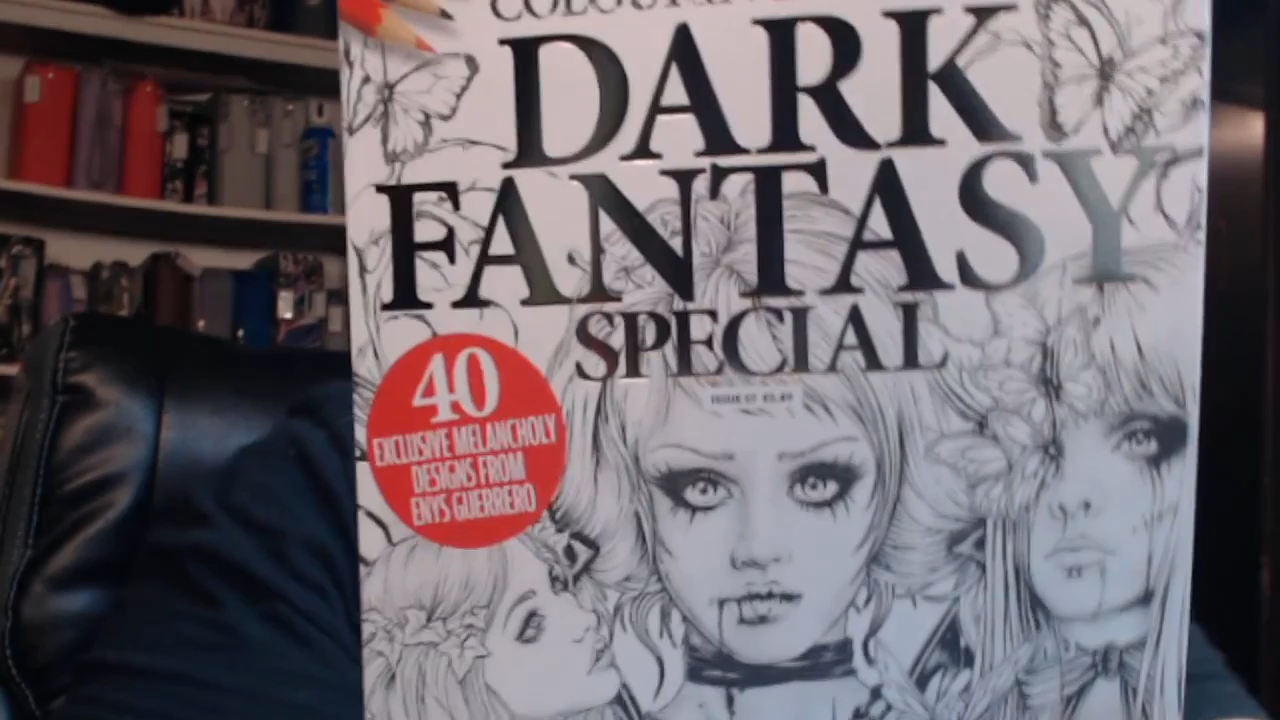 DARK
FANTASY
SPECIAL
40
EXCLUSIVE MELANCHOLY
DESIGNS FROM
ENYS GUERRERO